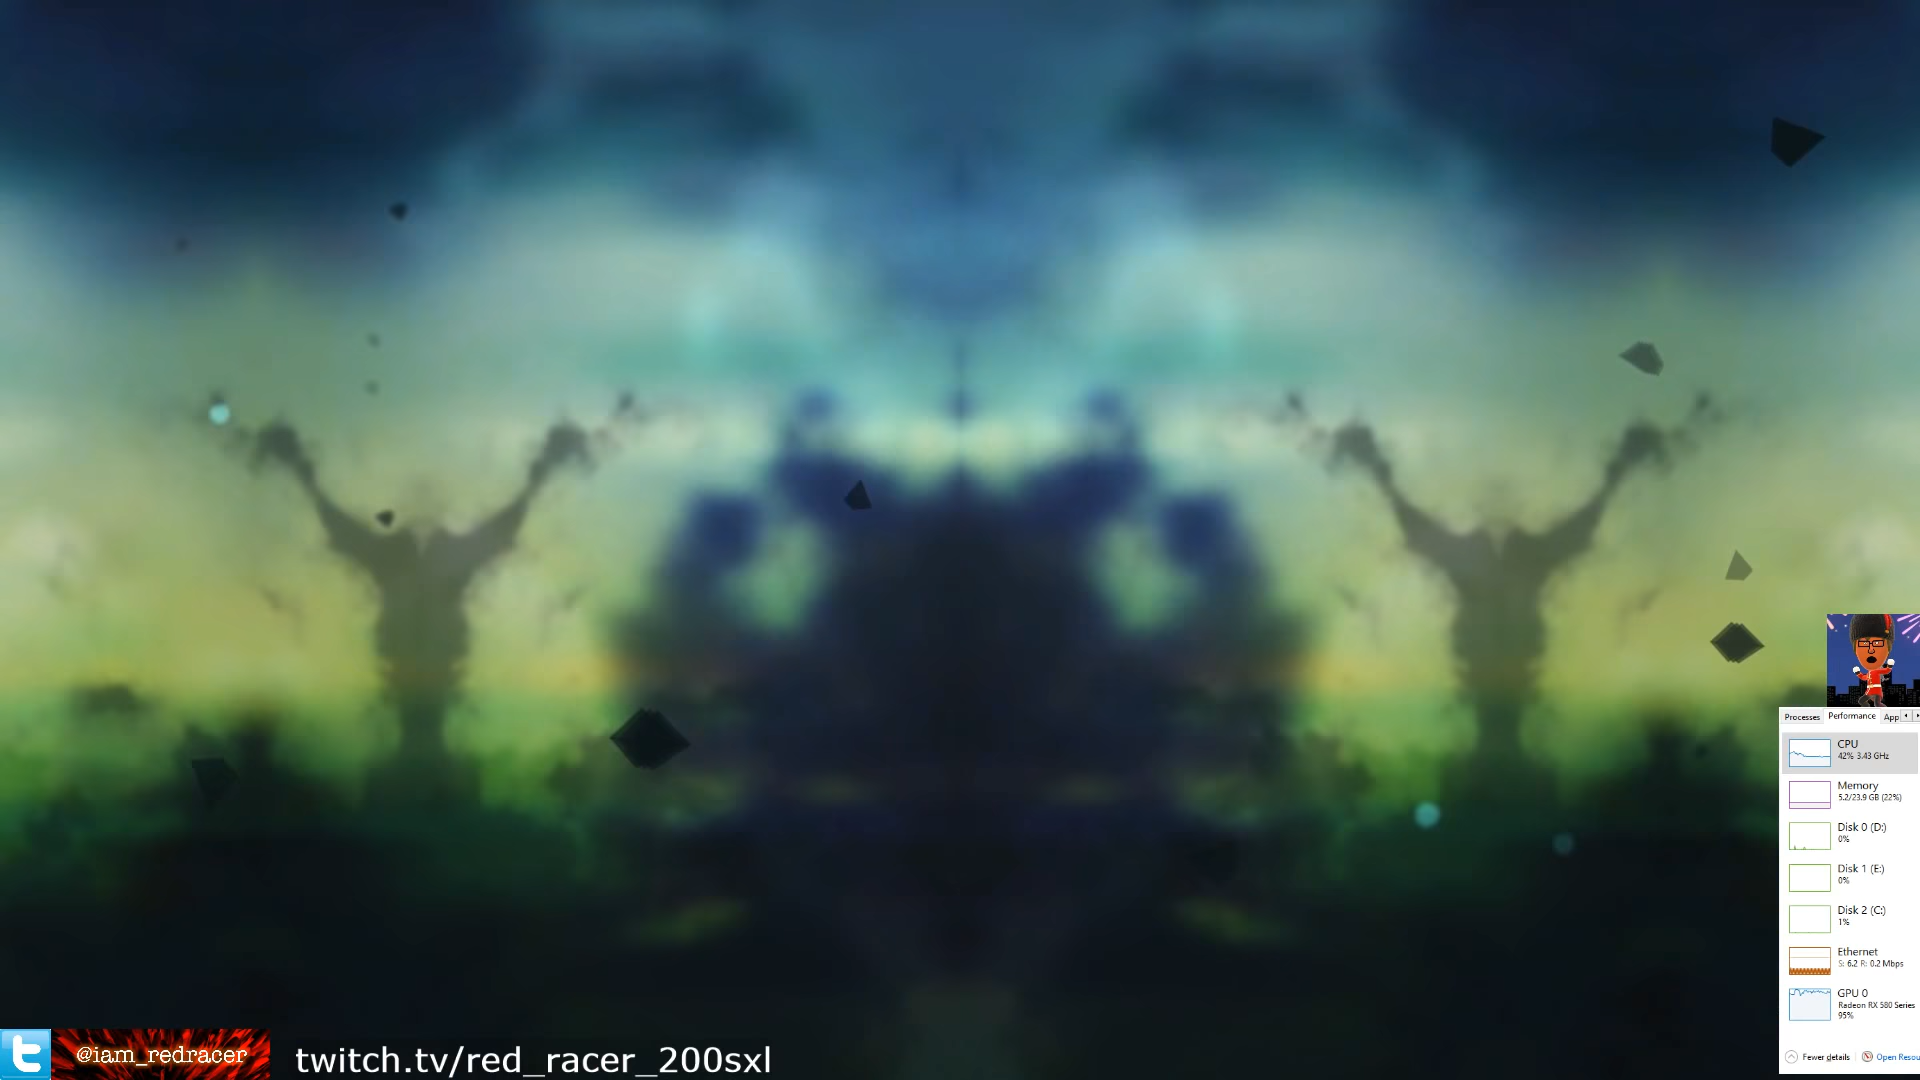 Processes Performance App
CPU
42% 3.43 GHz
Memory
5.2/23.9 GB (22%)
Disk 0 (D:)
0%
Disk 1 (E:)
0%
Disk 2 (C:)
1%
Ethernet
S: 6.2 R: 0.2 Mbps
GPU 0
Radeon RX 580 Series
95%
Fewer details Open Resou
@iam_redracer twitch.tv/red_racer_200sxl